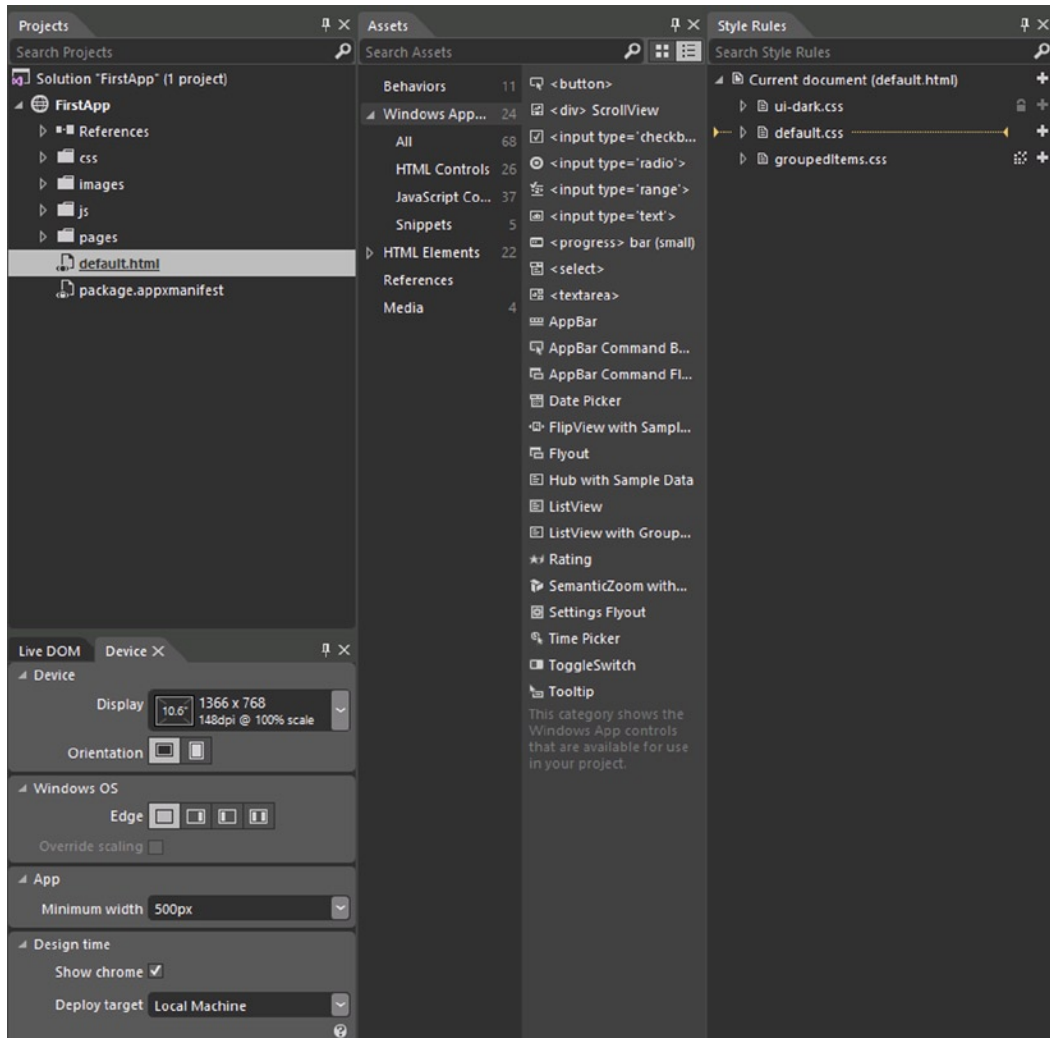 Projects
Search Projects
Solution "FirstApp" (1 project)
FirstApp
References
css
images
js
pages
default.html
package.appxmanifest
Live DOM
Device
Device
Display
10.6"
1366 x 768
148dpi @ 100% scale
Orientation
Windows OS
Edge
Override scaling
App
Minimum width 500px
Design time
Show chrome
Deploy target Local Machine
Assets
Search Assets
Behaviors 11
Windows App... 24
All 68
HTML Controls 26
JavaScript Co... 37
Snippets 5
HTML Elements 22
References
Media 4
<button>
<div> ScrollView
<input type='checkb...
<input type='radio'>
<input type='range'>
<input type='text'>
<progress> bar (small)
<select>
<textarea>
AppBar
AppBar Command B...
AppBar Command Fl...
Date Picker
FlipView with Sampl...
Flyout
Hub with Sample Data
ListView
ListView with Group...
Rating
SemanticZoom with...
Settings Flyout
Time Picker
ToggleSwitch
Tooltip
This category shows the
Windows App controls
that are available for use
in your project.
Style Rules
Search Style Rules
Current document (default.html)
ui-dark.css
default.css
groupedItems.css